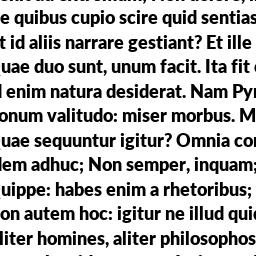 e quibus cupio scire quid sentias
t id aliis narrare gestiant? Et ille
uae duo sunt, unum facit. Ita fit
l enim natura desiderat. Nam Pyr
onum valitudo: miser morbus. M
uae sequuntur igitur? Omnia con
lem adhuc; Non semper, inquam;
uippe: habes enim a rhetoribus;
on autem hoc: igitur ne illud quid
liter homines, aliter philosophos